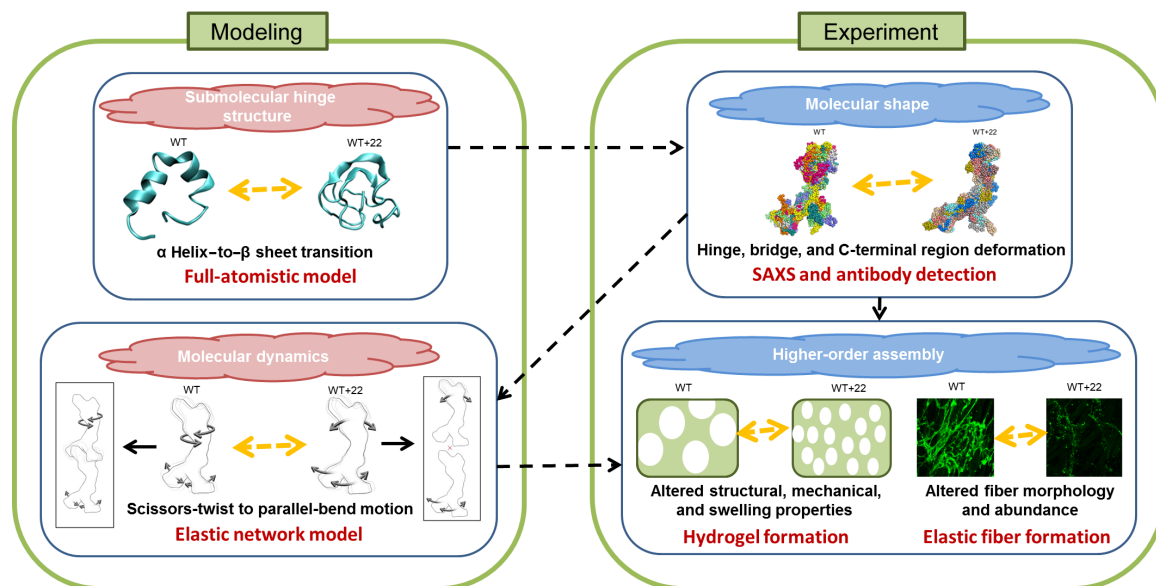 Modeling
Submolecular hinge
structure
WT
WT+22
α Helix–to–β sheet transition
Full-atomistic model
Molecular dynamics
WT
WT+22
Scissors-twist to parallel-bend motion
Elastic network model
Experiment
Molecular shape
WT
WT+22
Hinge, bridge, and C-terminal region deformation
SAXS and antibody detection
Higher-order assembly
WT
WT+22
Altered structural, mechanical,
and swelling properties
Hydrogel formation
WT
WT+22
Altered fiber morphology
and abundance
Elastic fiber formation